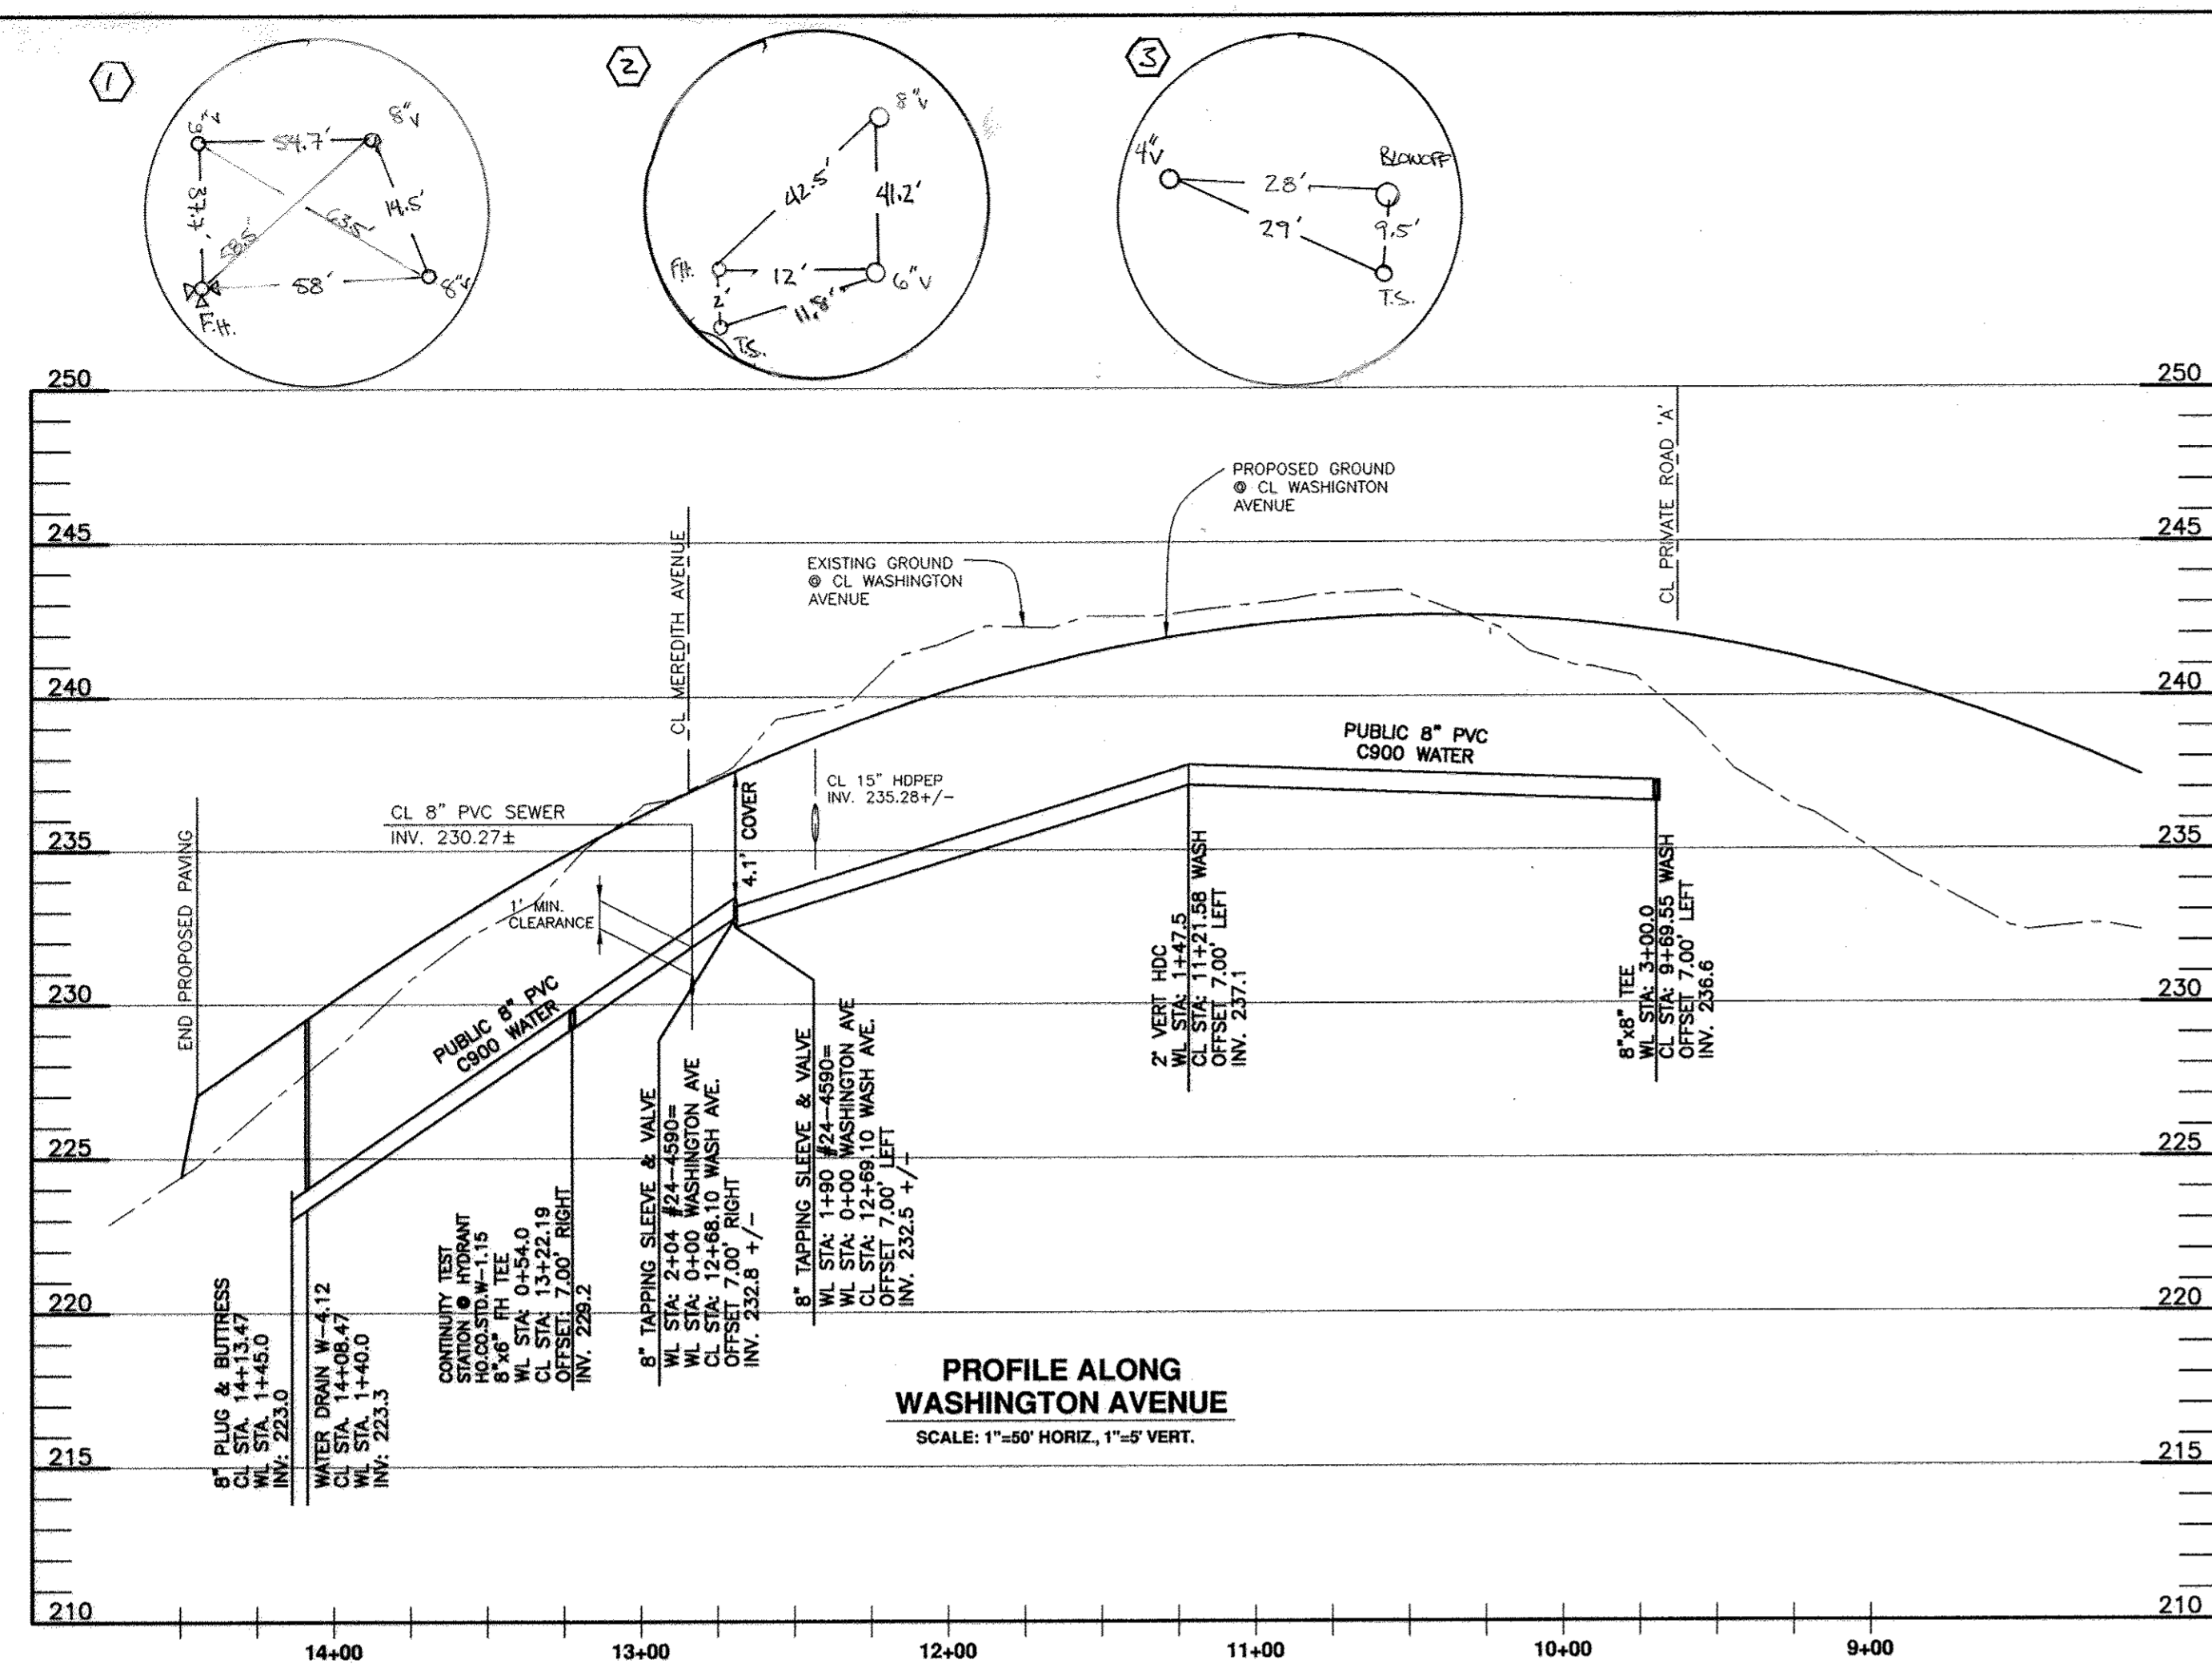 1
6"V
54.7'
8"V
37.7'
14.5'
58.5'
63.5'
58'
8"V
F.H.
2
8"V
42.5'
41.2'
F.H.
12'
6"V
2'
11.8'
T.S.
3
4"V
BLOWOFF
28'
29'
9.5'
T.S.
250
250
245
245
240
240
235
235
230
230
225
225
220
220
215
215
210
210
PROPOSED GROUND
@ CL WASHIGNTON
AVENUE
EXISTING GROUND
@ CL WASHINGTON
AVENUE
CL PRIVATE ROAD 'A'
CL MEREDITH AVENUE
PUBLIC 8" PVC
C900 WATER
CL 15" HDPEP
INV. 235.28+/-
4.1' COVER
CL 8" PVC SEWER
INV. 230.27±
1' MIN.
CLEARANCE
END PROPOSED PAVING
PUBLIC 8" PVC
C900 WATER
8" PLUG & BUTTRESS
CL STA. 14+13.47
WL STA. 1+45.0
INV: 223.0
WATER DRAIN W-4.12
CL STA. 14+08.47
WL STA. 1+40.0
INV: 223.3
CONTINUITY TEST
STATION @ HYDRANT
HO.CO.STD.W-1.15
8"x6" FH TEE
WL STA: 0+54.0
CL STA: 13+22.19
OFFSET: 7.00' RIGHT
INV. 229.2
8" TAPPING SLEEVE & VALVE
WL STA: 2+04 #24-4590=
WL STA: 0+00 WASHINGTON AVE
CL STA: 12+68.10 WASH AVE.
OFFSET 7.00' RIGHT
INV. 232.8 +/-
8" TAPPING SLEEVE & VALVE
WL STA: 1+90 #24-4590=
WL STA: 0+00 WASHINGTON AVE
CL STA: 12+69.10 WASH AVE.
OFFSET 7.00' LEFT
INV. 232.5 +/-
2' VERT HDC
WL STA: 1+47.5
CL STA: 11+21.58 WASH
OFFSET 7.00' LEFT
INV. 237.1
8"x8" TEE
WL STA: 3+00.0
CL STA: 9+69.55 WASH
OFFSET 7.00' LEFT
INV. 236.6
PROFILE ALONG
WASHINGTON AVENUE
SCALE: 1"=50' HORIZ., 1"=5' VERT.
14+00
13+00
12+00
11+00
10+00
9+00